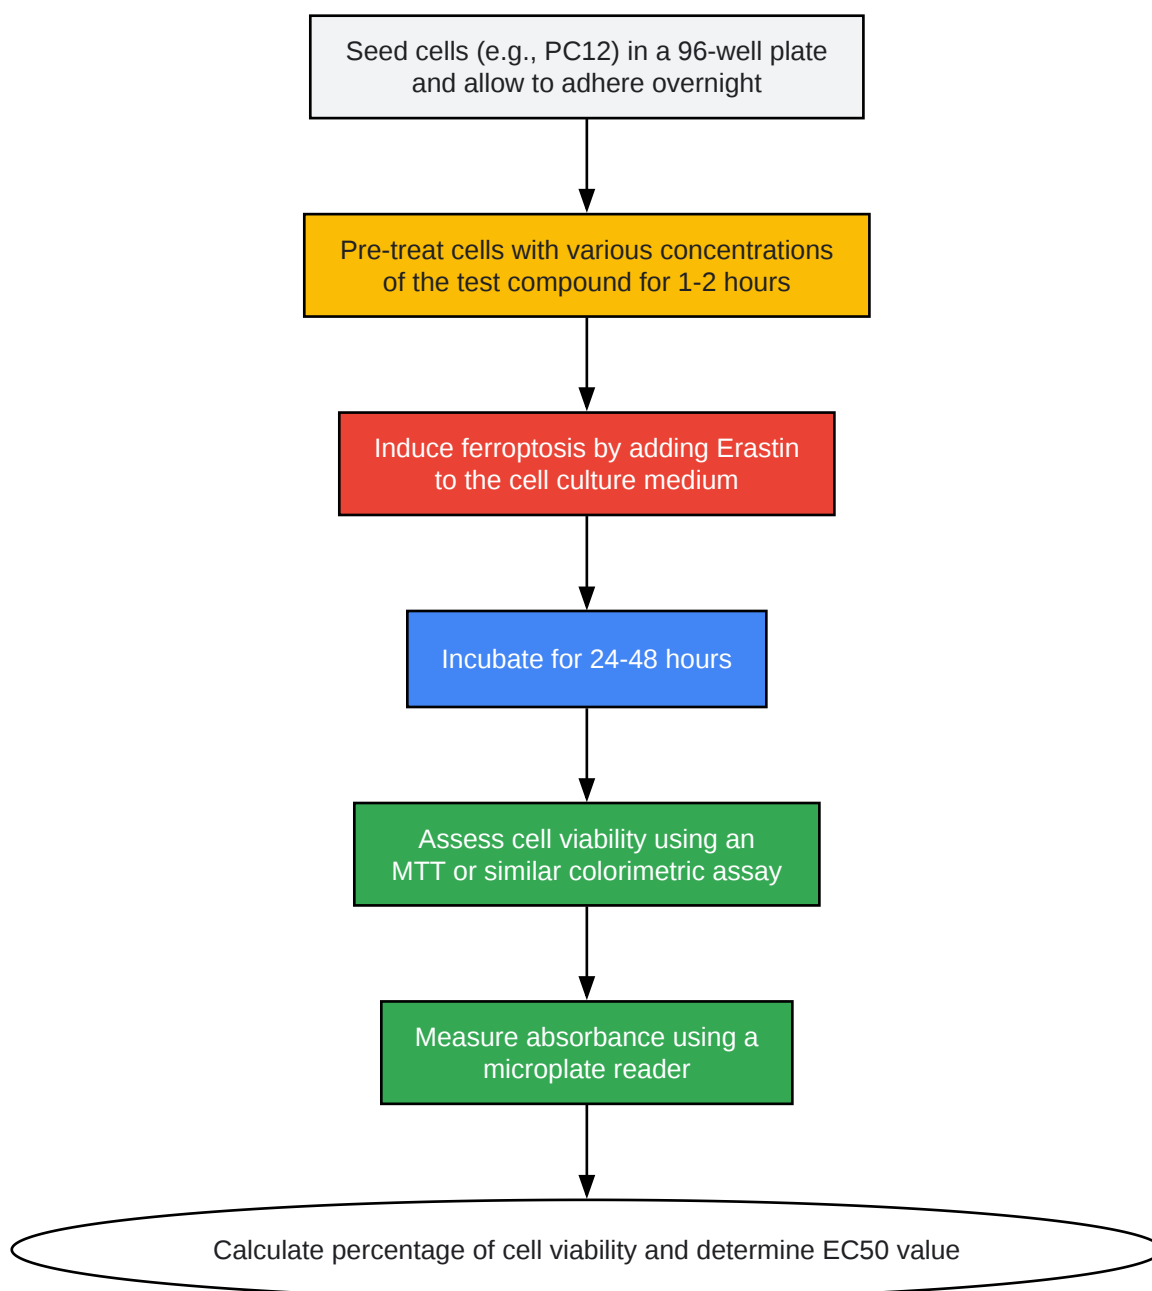 Seed cells (e.g., PC12) in a 96-well plate
and allow to adhere overnight
Pre-treat cells with various concentrations
of the test compound for 1-2 hours
Induce ferroptosis by adding Erastin
to the cell culture medium
Incubate for 24-48 hours
Assess cell viability using an
MTT or similar colorimetric assay
Measure absorbance using a
microplate reader
Calculate percentage of cell viability and determine EC50 value